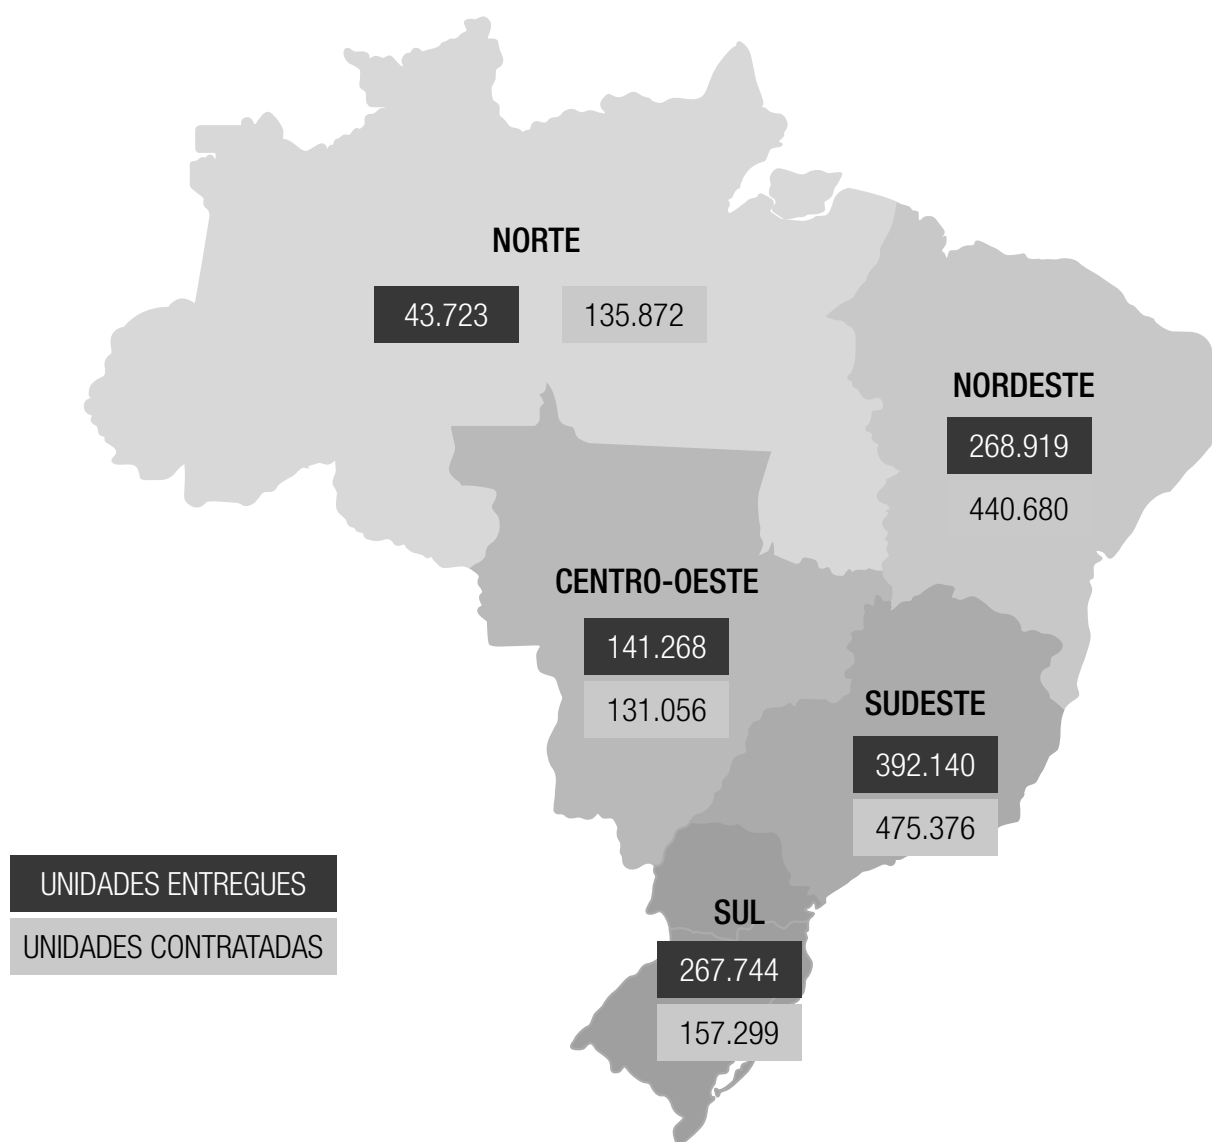 NORTE
43.723
135.872
NORDESTE
268.919
440.680
CENTRO-OESTE
141.268
131.056
SUDESTE
392.140
475.376
UNIDADES ENTREGUES
UNIDADES CONTRATADAS
SUL
267.744
157.299